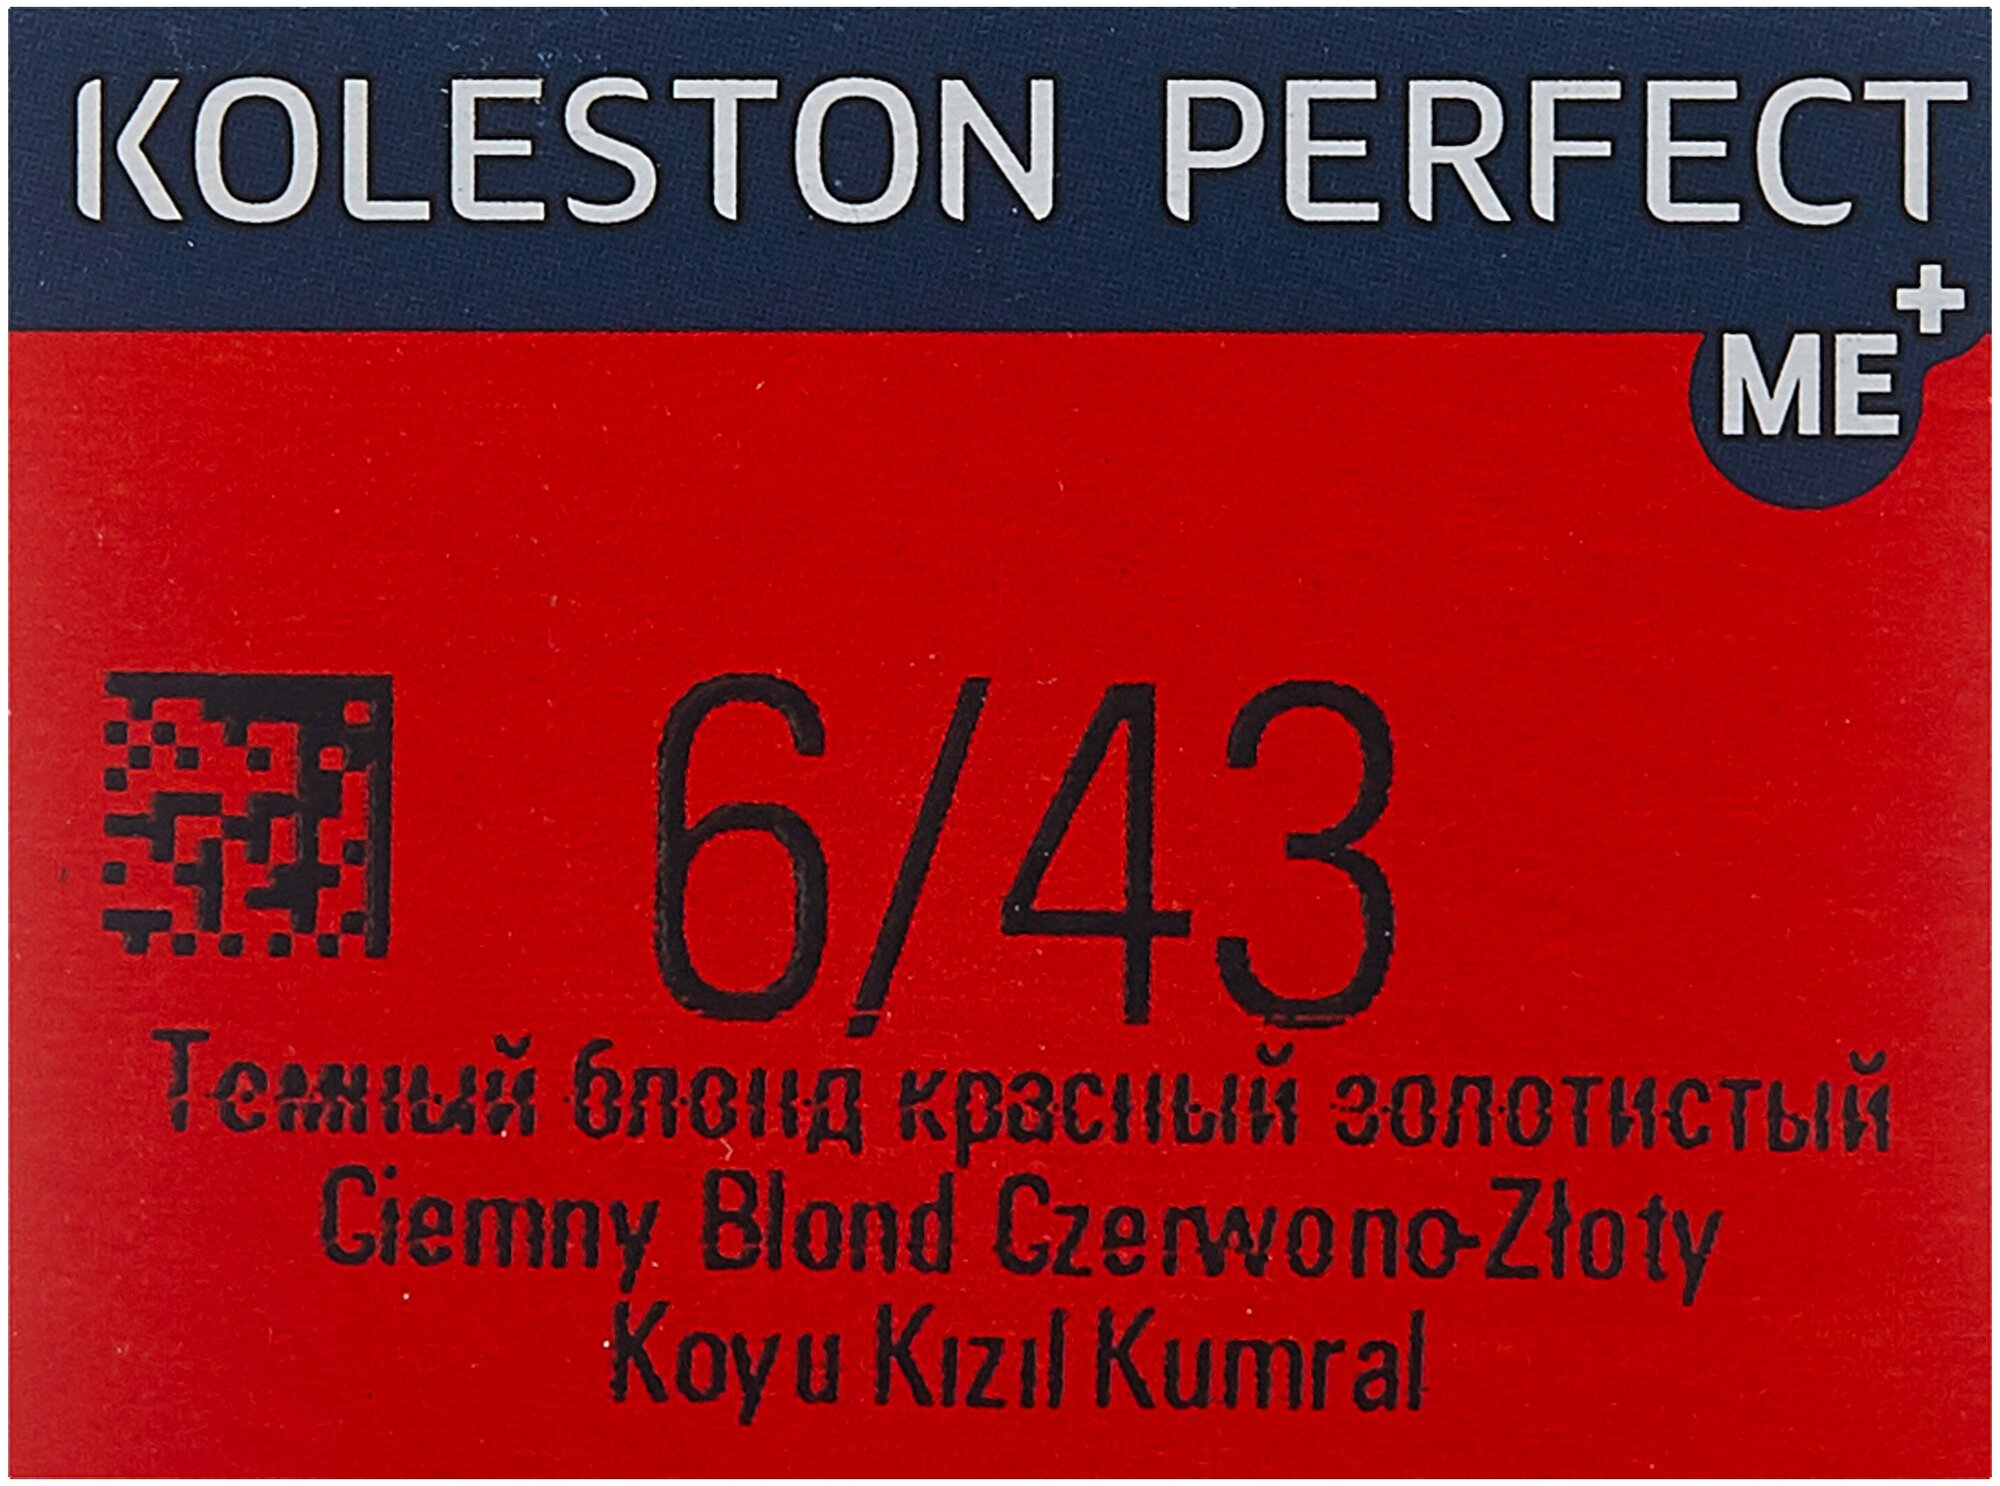 KOLESTON PERFECT
ME+
6/43
Темный блонд красный золотистый
Ciemny Blond Czerwono-Złoty
Koyu Kızıl Kumral